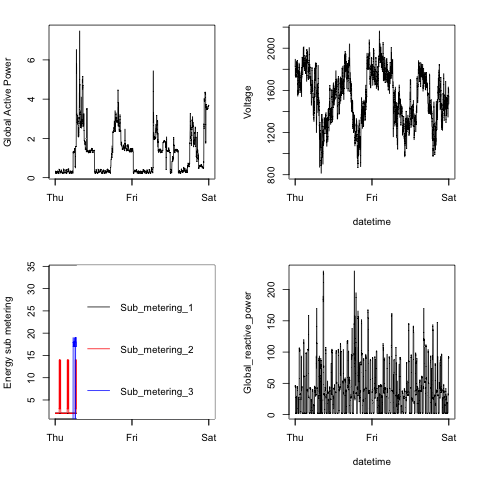 Global Active Power
6
4
2
0
Thu
Fri
Sat
Voltage
2000
1600
1200
800
Thu
Fri
Sat
datetime
Energy sub metering
35
30
25
20
15
10
5
Sub_metering_1
Sub_metering_2
Sub_metering_3
Thu
Fri
Sat
Global_reactive_power
200
150
100
50
0
Thu
Fri
Sat
datetime